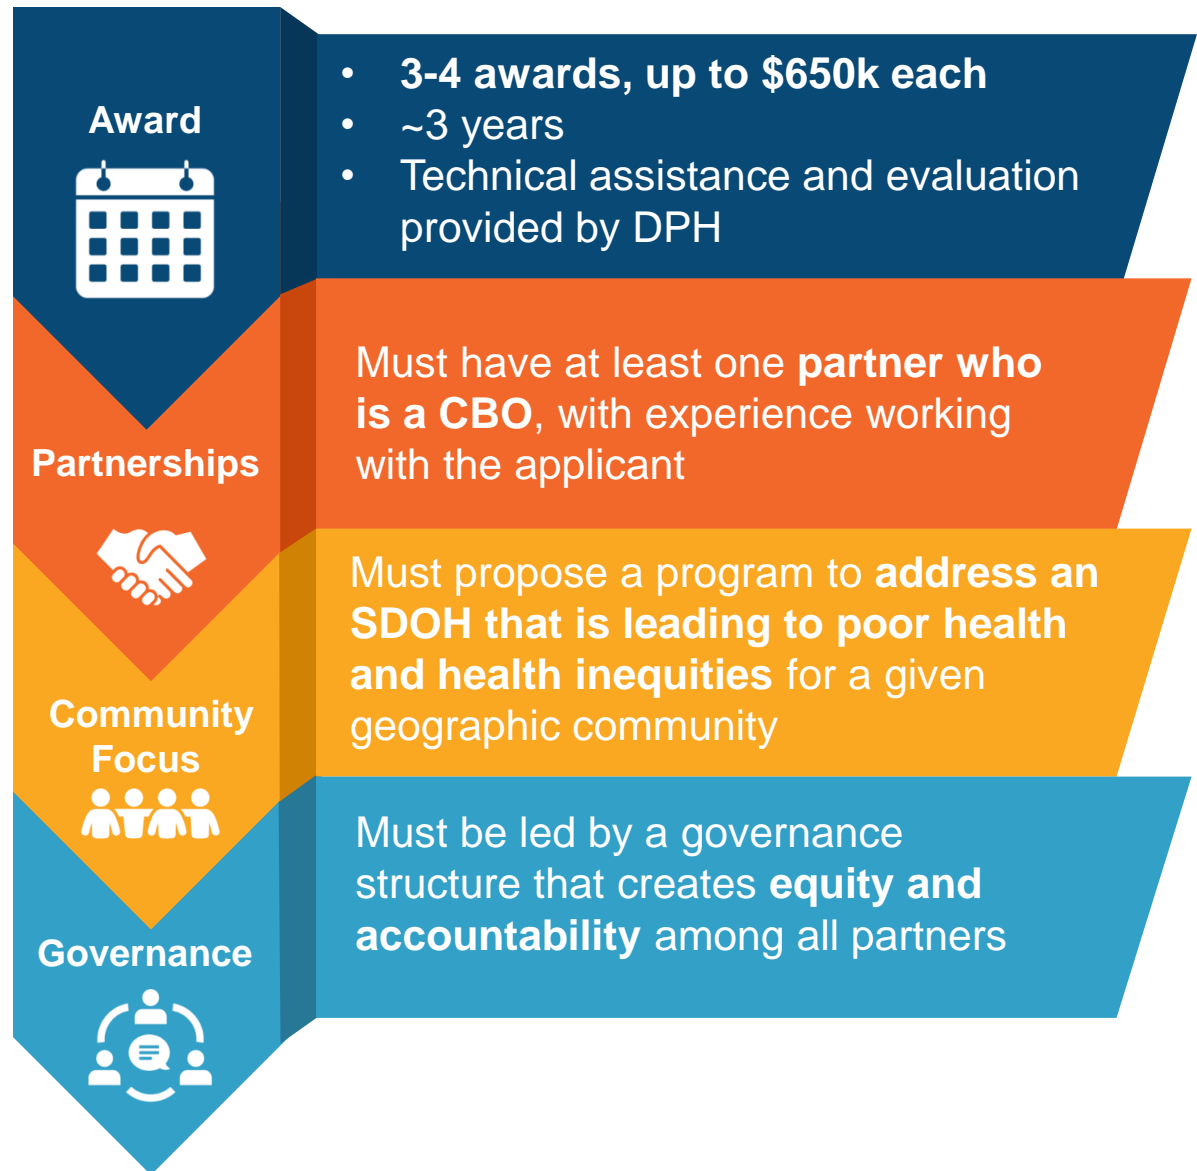 Award
• 3-4 awards, up to $650k each
• ~3 years
• Technical assistance and evaluation
provided by DPH
Partnerships
Must have at least one partner who
is a CBO, with experience working
with the applicant
Community
Focus
Must propose a program to address an
SDOH that is leading to poor health
and health inequities for a given
geographic community
Governance
Must be led by a governance
structure that creates equity and
accountability among all partners